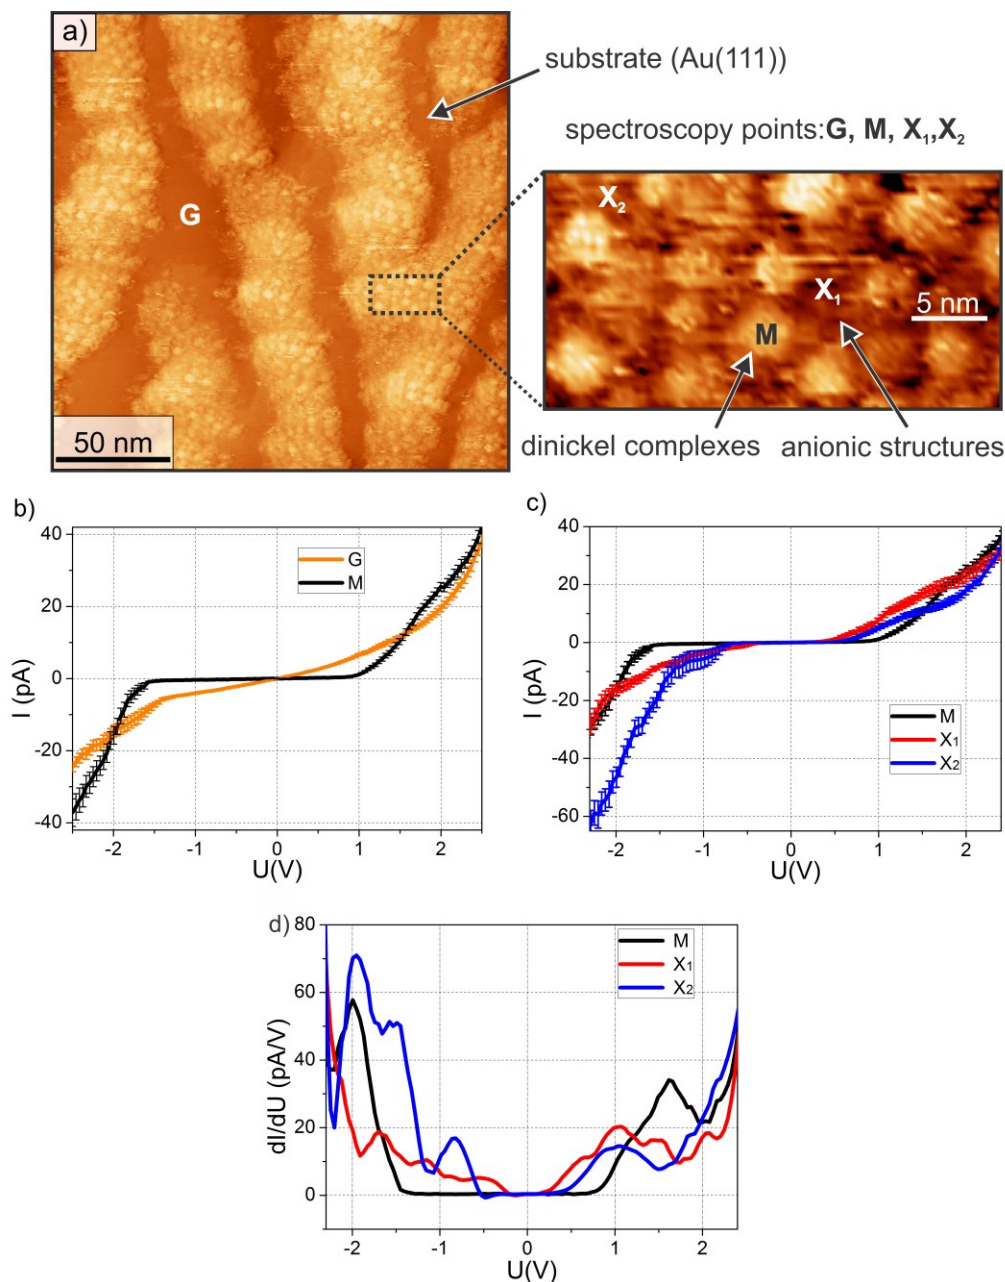 a)
substrate (Au(111))
spectroscopy points:G, M, X₁,X₂
G
50 nm
X₂
X₁
M
5 nm
dinickel complexes
anionic structures
b)
G
M
40
20
0
-20
-40
I (pA)
-2 -1 0 1 2
U(V)
c)
40
20
0
-20
-40
-60
I (pA)
M
X₁
X₂
-2 -1 0 1 2
U(V)
d)
80
60
40
20
0
dI/dU (pA/V)
M
X₁
X₂
-2 -1 0 1 2
U(V)